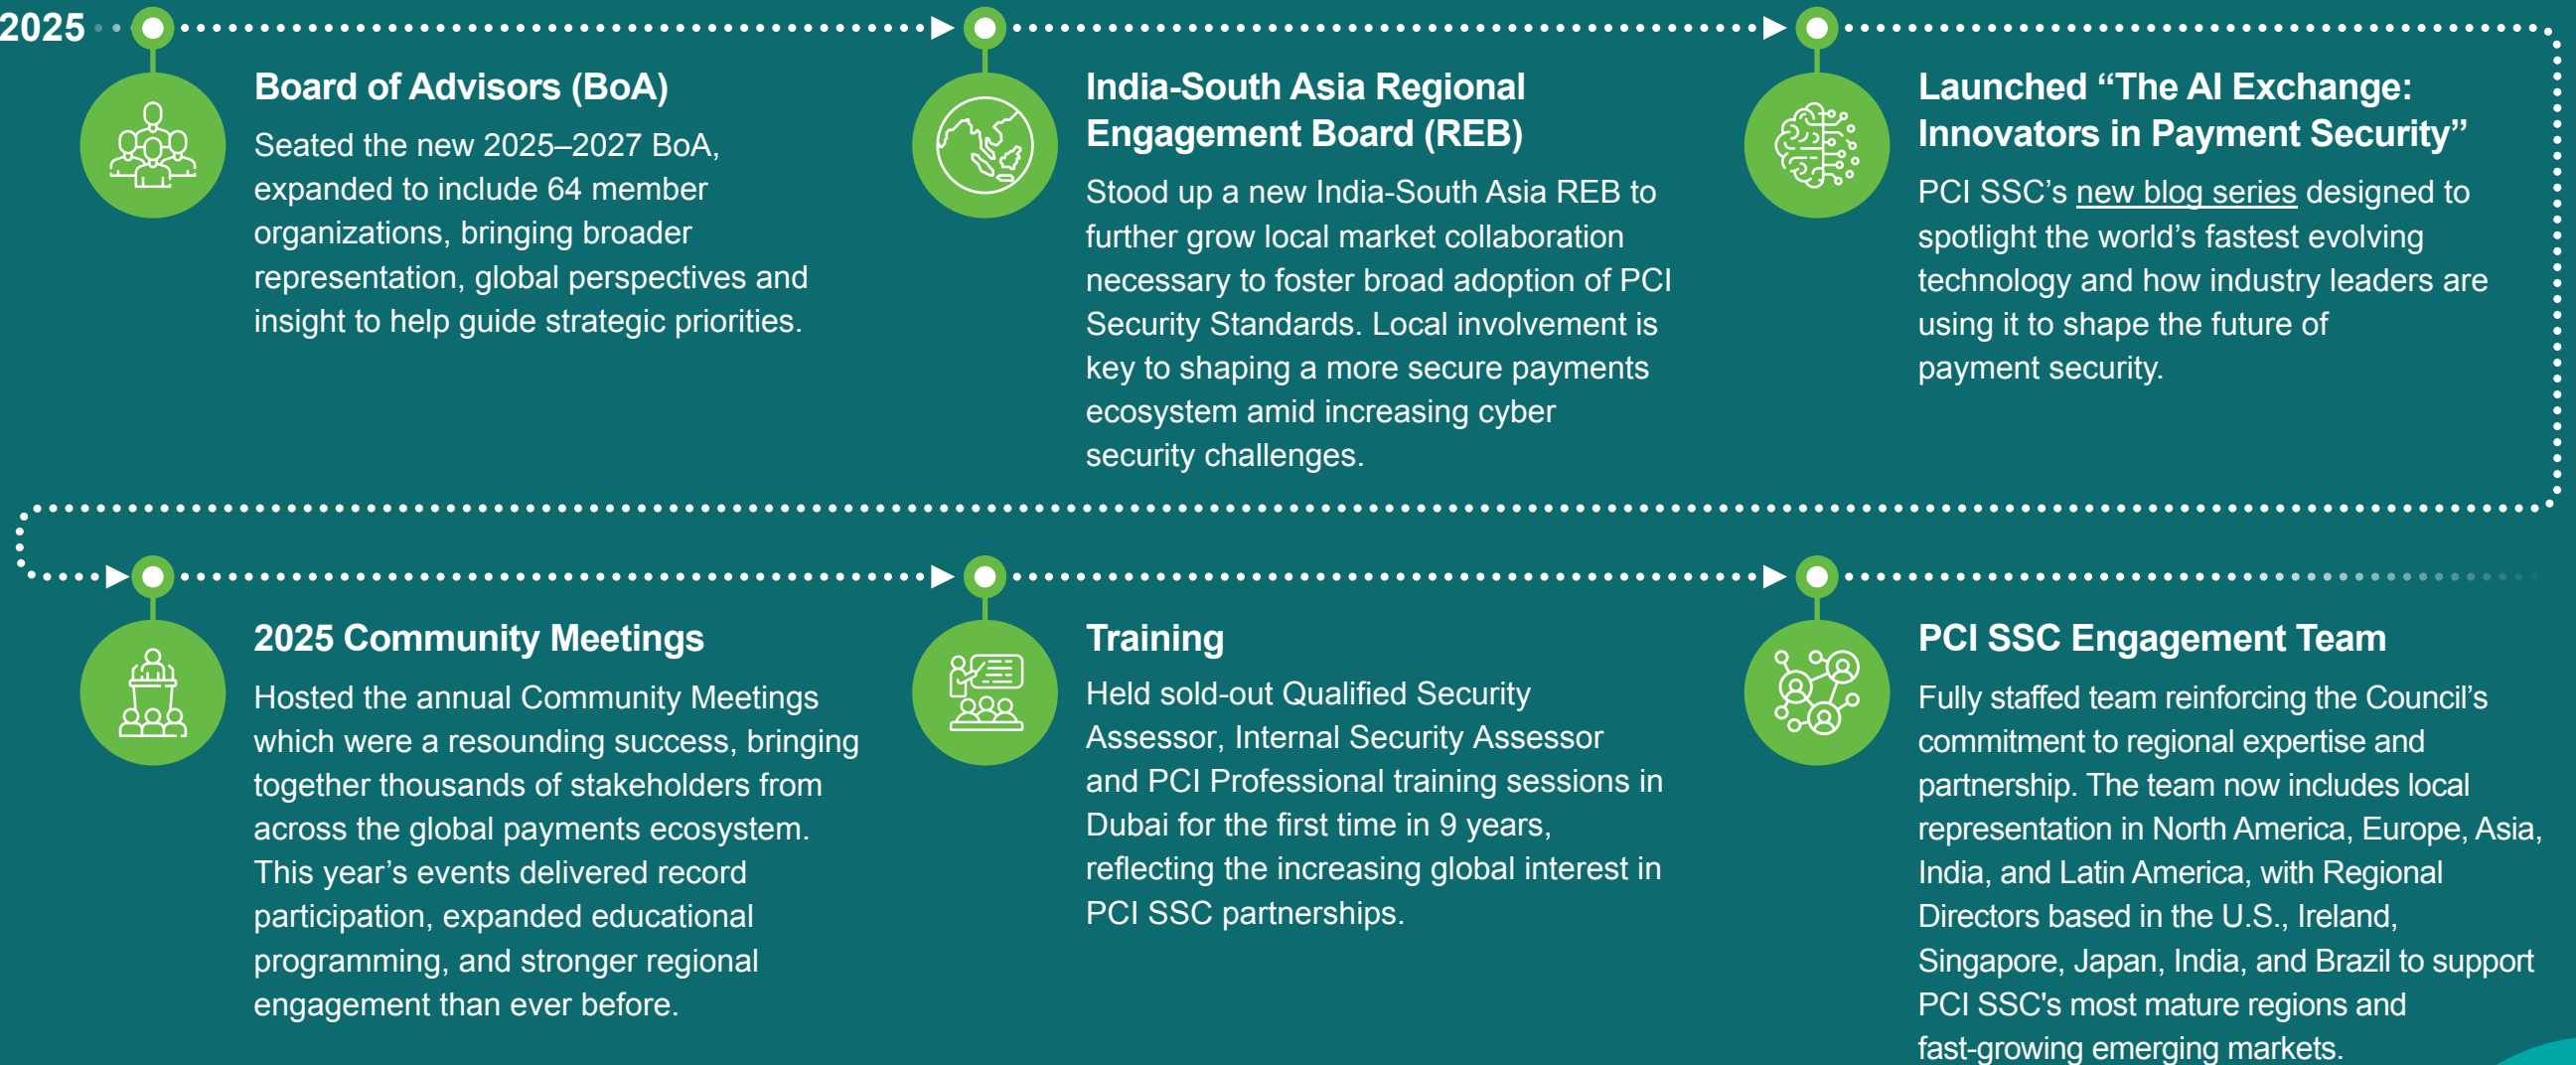 2025
Board of Advisors (BoA)
Seated the new 2025–2027 BoA,
expanded to include 64 member
organizations, bringing broader
representation, global perspectives and
insight to help guide strategic priorities.
India-South Asia Regional
Engagement Board (REB)
Stood up a new India-South Asia REB to
further grow local market collaboration
necessary to foster broad adoption of PCI
Security Standards. Local involvement is
key to shaping a more secure payments
ecosystem amid increasing cyber
security challenges.
Launched “The AI Exchange:
Innovators in Payment Security”
PCI SSC’s new blog series designed to
spotlight the world’s fastest evolving
technology and how industry leaders are
using it to shape the future of
payment security.
2025 Community Meetings
Hosted the annual Community Meetings
which were a resounding success, bringing
together thousands of stakeholders from
across the global payments ecosystem.
This year’s events delivered record
participation, expanded educational
programming, and stronger regional
engagement than ever before.
Training
Held sold-out Qualified Security
Assessor, Internal Security Assessor
and PCI Professional training sessions in
Dubai for the first time in 9 years,
reflecting the increasing global interest in
PCI SSC partnerships.
PCI SSC Engagement Team
Fully staffed team reinforcing the Council’s
commitment to regional expertise and
partnership. The team now includes local
representation in North America, Europe, Asia,
India, and Latin America, with Regional
Directors based in the U.S., Ireland,
Singapore, Japan, India, and Brazil to support
PCI SSC's most mature regions and
fast-growing emerging markets.